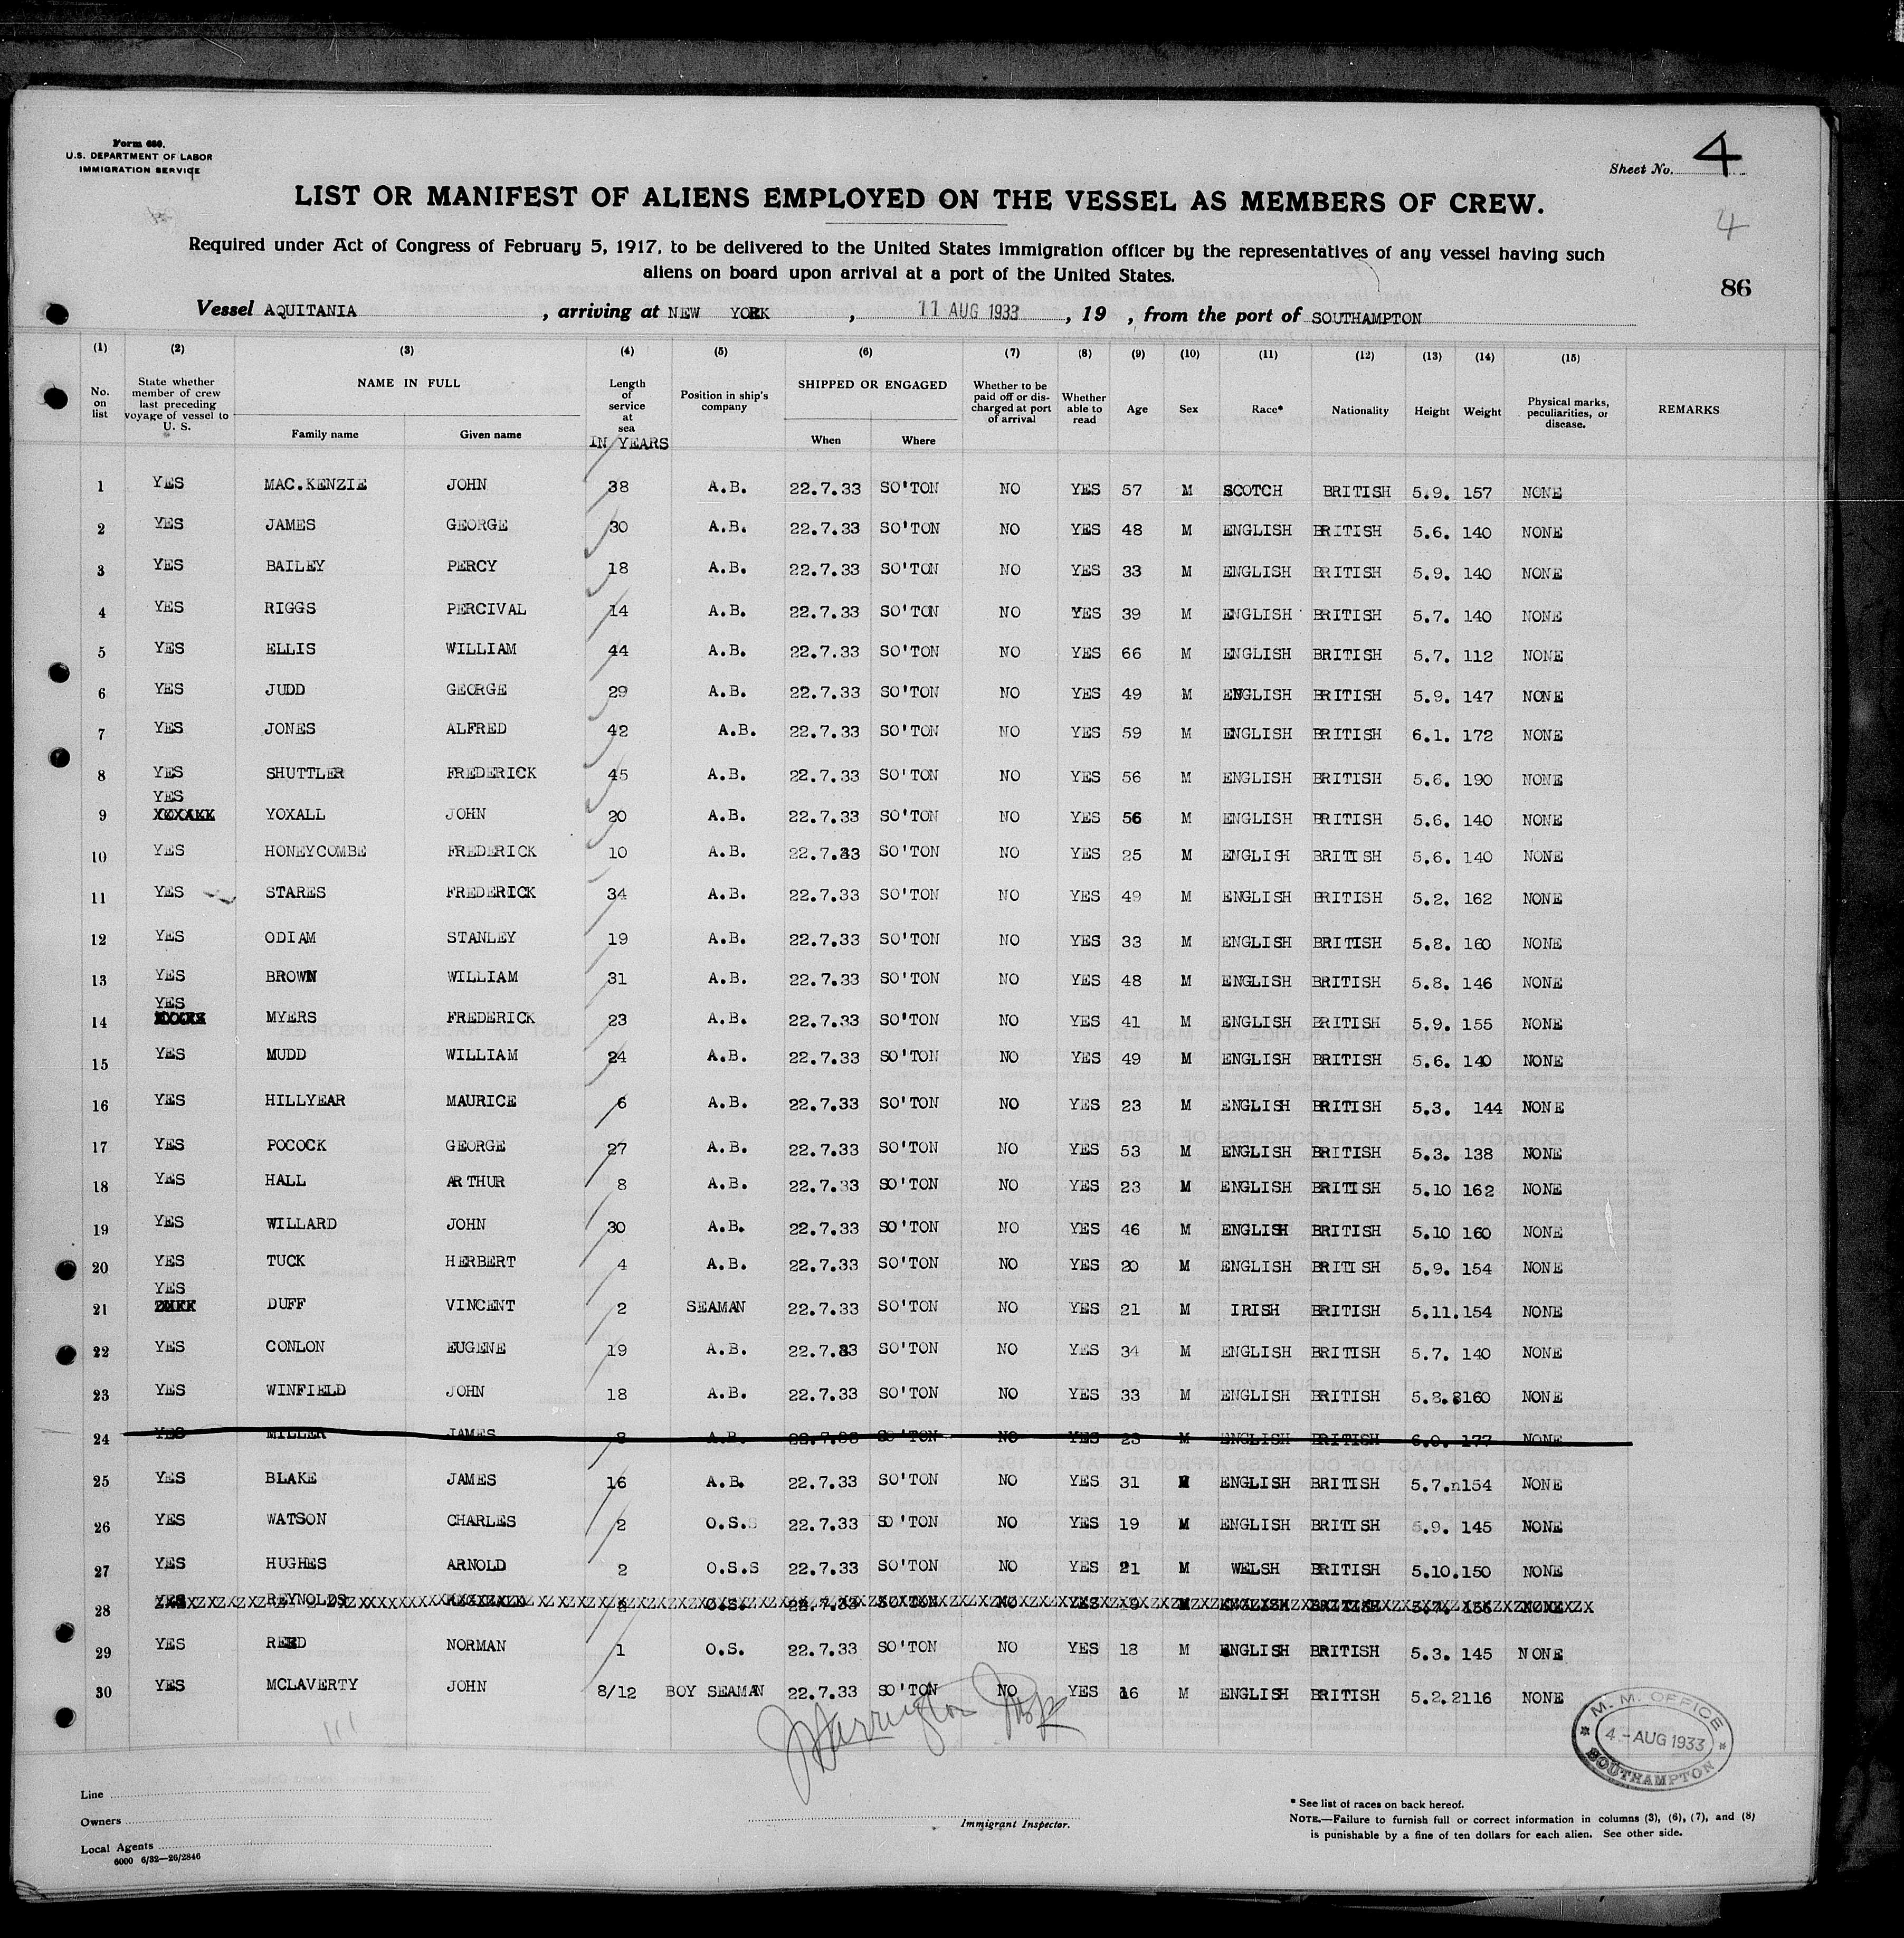 Form 680.
U.S. DEPARTMENT OF LABOR
IMMIGRATION SERVICE
Sheet No. 4
4
LIST OR MANIFEST OF ALIENS EMPLOYED ON THE VESSEL AS MEMBERS OF CREW.
Required under Act of Congress of February 5, 1917, to be delivered to the United States immigration officer by the representatives of any vessel having such
aliens on board upon arrival at a port of the United States.
86
Vessel AQUITANIA, arriving at NEW YORK, 11 AUG 1933, 19 , from the port of SOUTHAMPTON
(1) (2) (3) (4) (5) (6) (7) (8) (9) (10) (11) (12) (13) (14) (15)
No. on list State whether member of crew last preceding voyage of vessel to U. S. NAME IN FULL Family name Given name Length of service at sea IN YEARS Position in ship's company SHIPPED OR ENGAGED When Where Whether to be paid off or discharged at port of arrival Whether able to read Age Sex Race* Nationality Height Weight Physical marks, peculiarities, or disease. REMARKS
1 YES MAC.KENZIE JOHN 38 A.B. 22.7.33 SO'TON NO YES 57 M SCOTCH BRITISH 5.9. 157 NONE
2 YES JAMES GEORGE 30 A.B. 22.7.33 SO'TON NO YES 48 M ENGLISH BRITISH 5.6. 140 NONE
3 YES BAILEY PERCY 18 A.B. 22.7.33 SO'TON NO YES 33 M ENGLISH BRITISH 5.9. 140 NONE
4 YES RIGGS PERCIVAL 14 A.B. 22.7.33 SO'TON NO YES 39 M ENGLISH BRITISH 5.7. 140 NONE
5 YES ELLIS WILLIAM 44 A.B. 22.7.33 SO'TON NO YES 66 M ENGLISH BRITISH 5.7. 112 NONE
6 YES JUDD GEORGE 29 A.B. 22.7.33 SO'TON NO YES 49 M ENGLISH BRITISH 5.9. 147 NONE
7 YES JONES ALFRED 42 A.B. 22.7.33 SO'TON NO YES 59 M ENGLISH BRITISH 6.1. 172 NONE
8 YES SHUTTLER FREDERICK 45 A.B. 22.7.33 SO'TON NO YES 56 M ENGLISH BRITISH 5.6. 190 NONE
9 YES YOXALL JOHN 20 A.B. 22.7.33 SO'TON NO YES 56 M ENGLISH BRITISH 5.6. 140 NONE
10 YES HONEYCOMBE FREDERICK 10 A.B. 22.7.33 SO'TON NO YES 25 M ENGLISH BRITISH 5.6. 140 NONE
11 YES STARES FREDERICK 34 A.B. 22.7.33 SO'TON NO YES 49 M ENGLISH BRITISH 5.2. 162 NONE
12 YES ODIAM STANLEY 19 A.B. 22.7.33 SO'TON NO YES 33 M ENGLISH BRITISH 5.8. 160 NONE
13 YES BROWN WILLIAM 31 A.B. 22.7.33 SO'TON NO YES 48 M ENGLISH BRITISH 5.8. 146 NONE
14 YES MYERS FREDERICK 23 A.B. 22.7.33 SO'TON NO YES 41 M ENGLISH BRITISH 5.9. 155 NONE
15 YES MUDD WILLIAM 24 A.B. 22.7.33 SO'TON NO YES 49 M ENGLISH BRITISH 5.6. 140 NONE
16 YES HILLYEAR MAURICE 6 A.B. 22.7.33 SO'TON NO YES 23 M ENGLISH BRITISH 5.3. 144 NONE
17 YES POCOCK GEORGE 27 A.B. 22.7.33 SO'TON NO YES 53 M ENGLISH BRITISH 5.3. 138 NONE
18 YES HALL ARTHUR 8 A.B. 22.7.33 SO'TON NO YES 23 M ENGLISH BRITISH 5.10 162 NONE
19 YES WILLARD JOHN 30 A.B. 22.7.33 SO'TON NO YES 46 M ENGLISH BRITISH 5.10 160 NONE
20 YES TUCK HERBERT 4 A.B. 22.7.33 SO'TON NO YES 20 M ENGLISH BRITISH 5.9. 154 NONE
21 YES DUFF VINCENT 2 SEAMAN 22.7.33 SO'TON NO YES 21 M IRISH BRITISH 5.11. 154 NONE
22 YES CONLON EUGENE 19 A.B. 22.7.33 SO'TON NO YES 34 M ENGLISH BRITISH 5.7. 140 NONE
23 YES WINFIELD JOHN 18 A.B. 22.7.33 SO'TON NO YES 33 M ENGLISH BRITISH 5.8. 160 NONE
24 YES MILLER JAMES 8 A.B. 22.7.33 SO'TON NO YES 23 M ENGLISH BRITISH 6.0. 177 NONE
25 YES BLAKE JAMES 16 A.B. 22.7.33 SO'TON NO YES 31 M ENGLISH BRITISH 5.7.n154 NONE
26 YES WATSON CHARLES 2 O.S.S 22.7.33 SO'TON NO YES 19 M ENGLISH BRITISH 5.9. 145 NONE
27 YES HUGHES ARNOLD 2 O.S.S 22.7.33 SO'TON NO YES 21 M WELSH BRITISH 5.10. 150 NONE
28 YES REYNOLDS O.S. 22.7.33 SO'TON NO YES 19 M ENGLISH BRITISH 5.7. 156 NONE
29 YES REED NORMAN 1 O.S. 22.7.33 SO'TON NO YES 18 M ENGLISH BRITISH 5.3. 145 NONE
30 YES MCLAVERTY JOHN 8/12 BOY SEAMAN 22.7.33 SO'TON NO YES 16 M ENGLISH BRITISH 5.2.2116 NONE
M. M. OFFICE
4 - AUG 1933
SOUTHAMPTON
Line
Owners
Local Agents
6000 6/32—26/2846
Immigrant Inspector.
* See list of races on back hereof.
NOTE.—Failure to furnish full or correct information in columns (3), (6), (7), and (8)
is punishable by a fine of ten dollars for each alien. See other side.